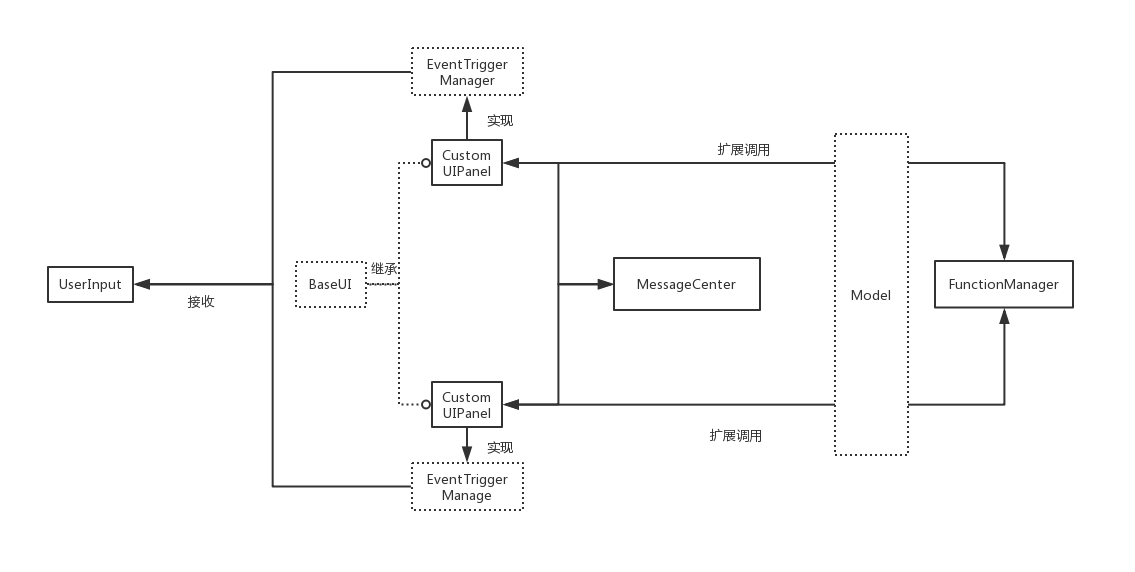 EventTrigger
Manager
实现
Custom
UIPanel
扩展调用
继承
UserInput
接收
BaseUI
MessageCenter
Model
FunctionManager
Custom
UIPanel
扩展调用
实现
EventTrigger
Manage